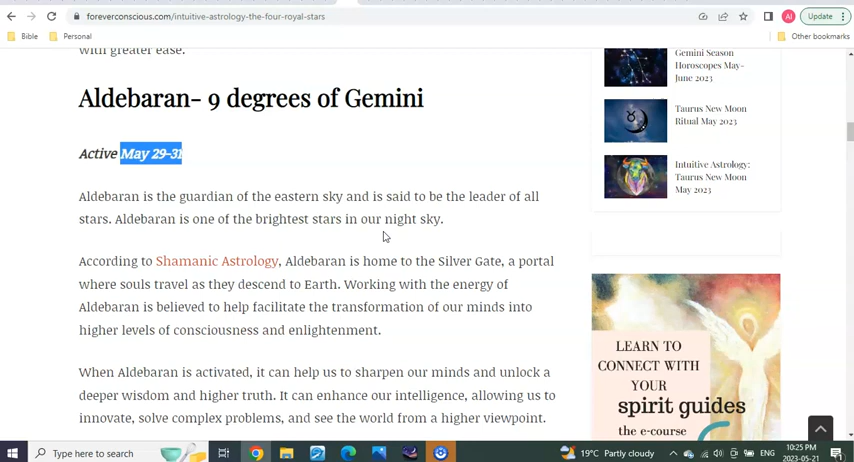 foreverconscious.com/intuitive-astrology-the-four-royal-stars
AI
Update
Bible
Personal
Other bookmarks
with greater ease.
Aldebaran- 9 degrees of Gemini
Active May 29-31
Aldebaran is the guardian of the eastern sky and is said to be the leader of all
stars. Aldebaran is one of the brightest stars in our night sky.
According to Shamanic Astrology, Aldebaran is home to the Silver Gate, a portal
where souls travel as they descend to Earth. Working with the energy of
Aldebaran is believed to help facilitate the transformation of our minds into
higher levels of consciousness and enlightenment.
When Aldebaran is activated, it can help us to sharpen our minds and unlock a
deeper wisdom and higher truth. It can enhance our intelligence, allowing us to
innovate, solve complex problems, and see the world from a higher viewpoint.
Gemini Season
Horoscopes May-
June 2023
Taurus New Moon
Ritual May 2023
Intuitive Astrology:
Taurus New Moon
May 2023
LEARN TO
CONNECT WITH
YOUR
spirit guides
the e-course
Type here to search
19°C Partly cloudy
ENG
10:25 PM
2023-05-21